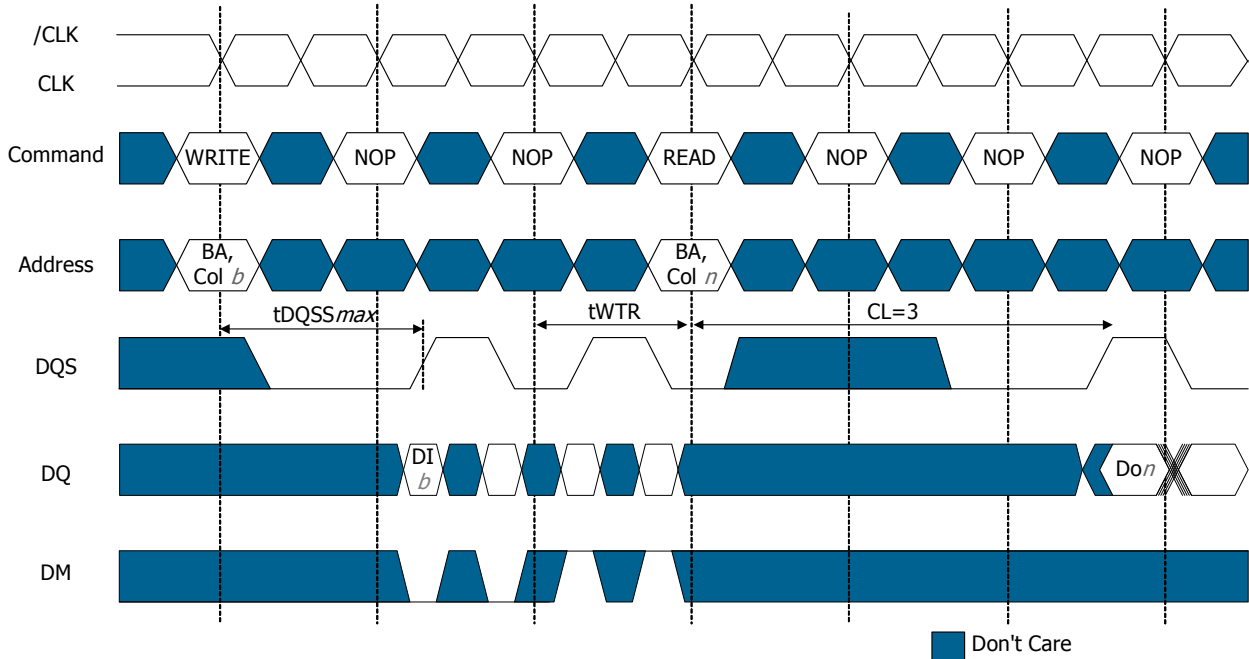 /CLK
CLK
Command
WRITE
NOP
NOP
READ
NOP
NOP
NOP
Address
BA,
Col b
BA,
Col n
tDQSSmax
tWTR
CL=3
DQS
DQ
DI
b
Don
DM
Don't Care